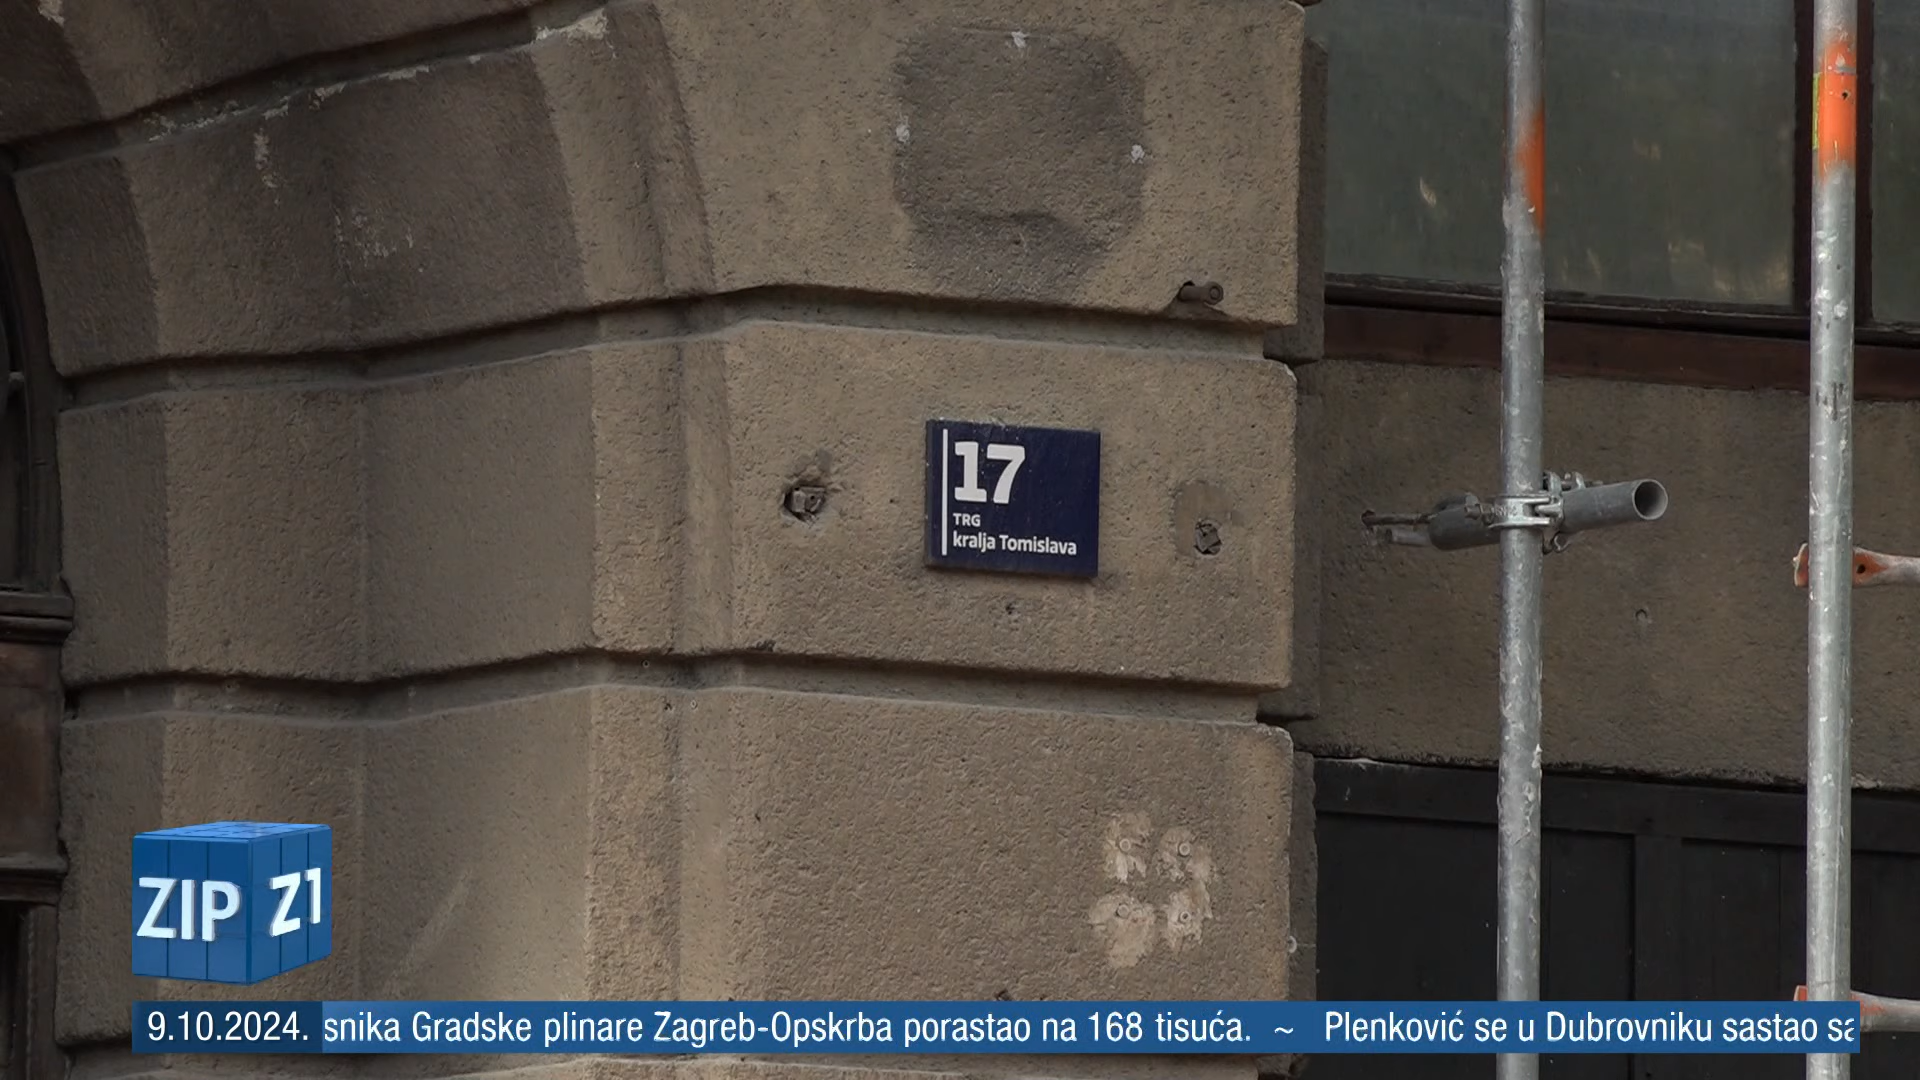 17
TRG
kralja Tomislava
ZIP Z1
9.10.2024. snika Gradske plinare Zagreb-Opskrba porastao na 168 tisuća. ~ Plenković se u Dubrovniku sastao